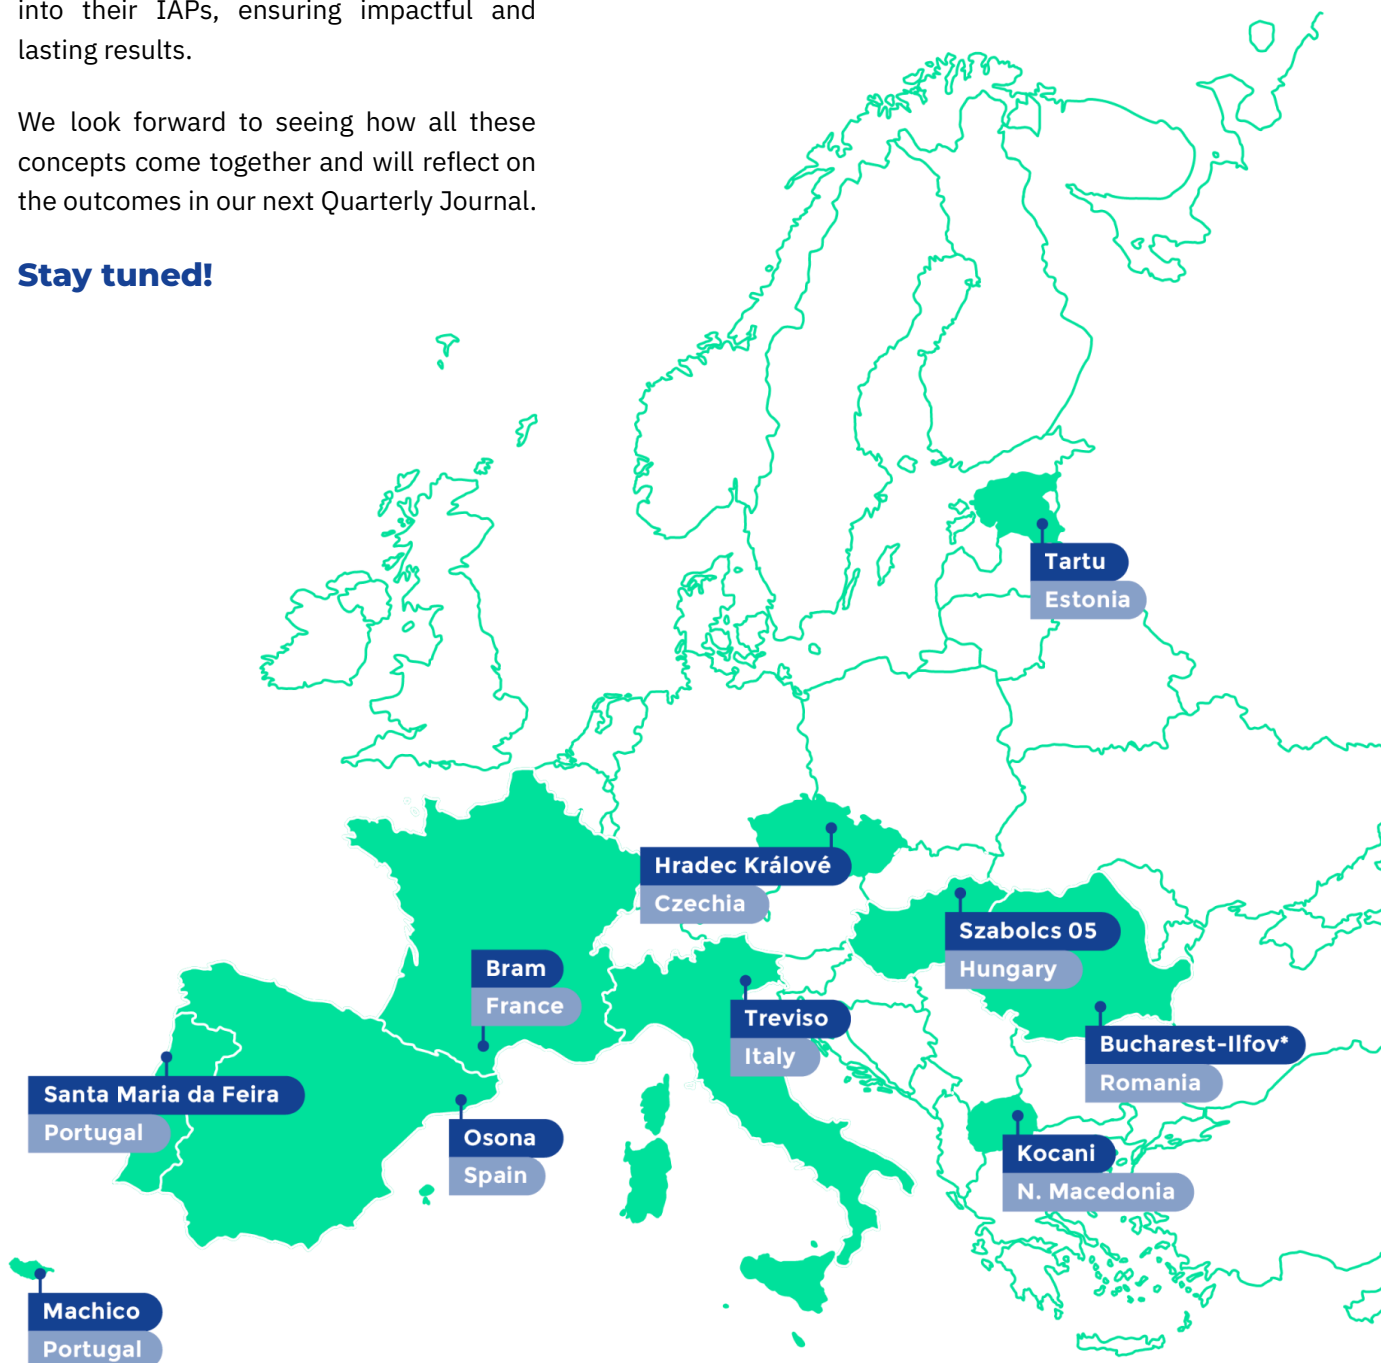 into their IAPs, ensuring impactful and
lasting results.
We look forward to seeing how all these
concepts come together and will reflect on
the outcomes in our next Quarterly Journal.
Stay tuned!
Tartu
Estonia
Hradec Králové
Czechia
Szabolcs 05
Hungary
Bram
France
Treviso
Italy
Bucharest-Ilfov*
Romania
Santa Maria da Feira
Portugal
Osona
Spain
Kocani
N. Macedonia
Machico
Portugal